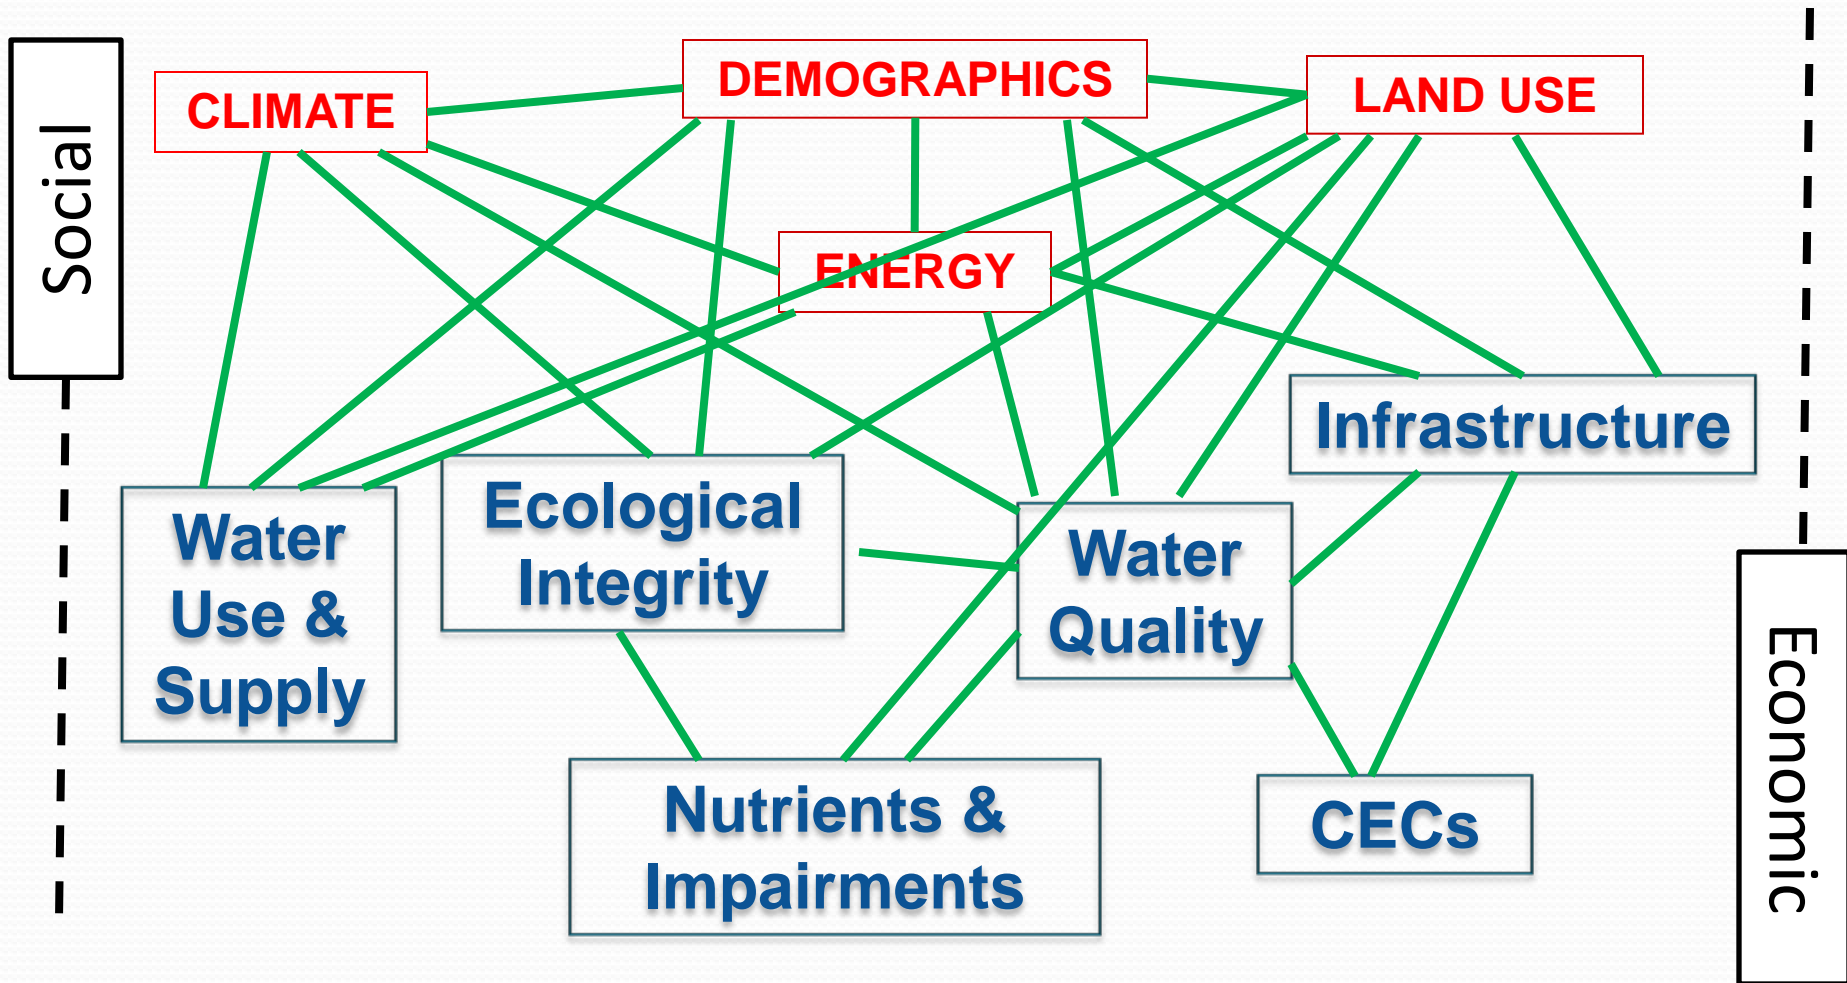 Social
CLIMATE
DEMOGRAPHICS
LAND USE
ENERGY
Infrastructure
Water
Use &
Supply
Ecological
Integrity
Water
Quality
Nutrients &
Impairments
CECs
Economic